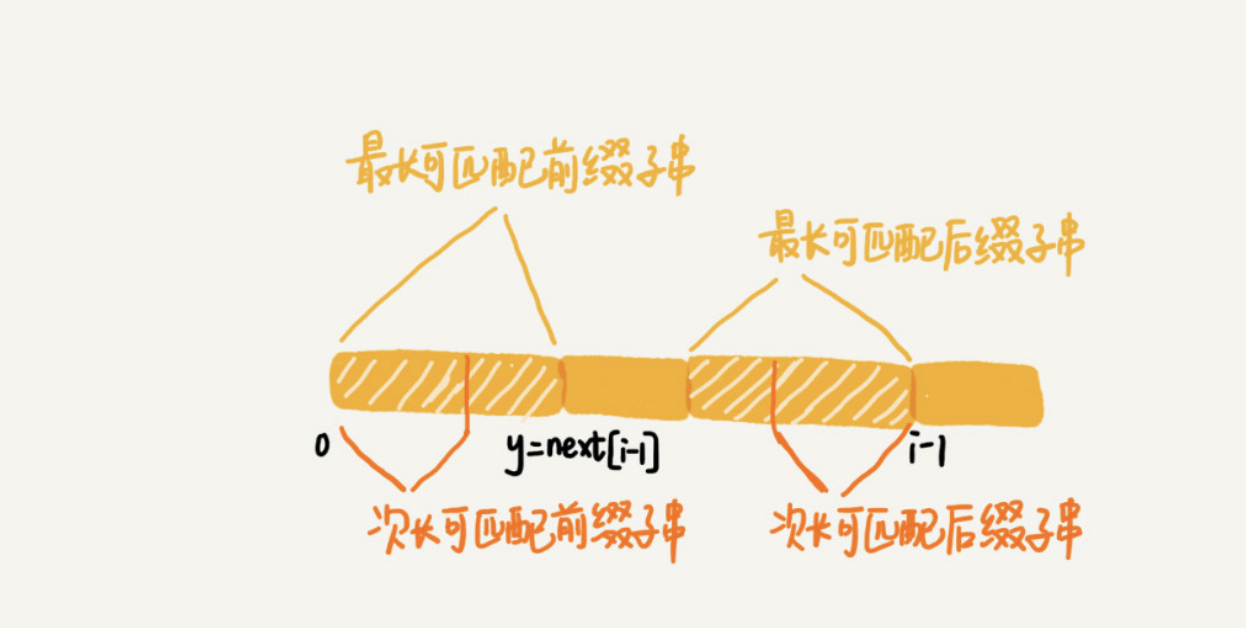 最长可匹配前缀子串
最长可匹配后缀子串
0
y=next[i-1]
i-1
次长可匹配前缀子串
次长可匹配后缀子串